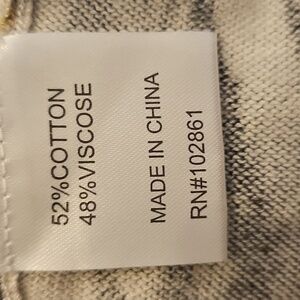 52%COTTON
48%VISCOSE
MADE IN CHINA
RN#102861